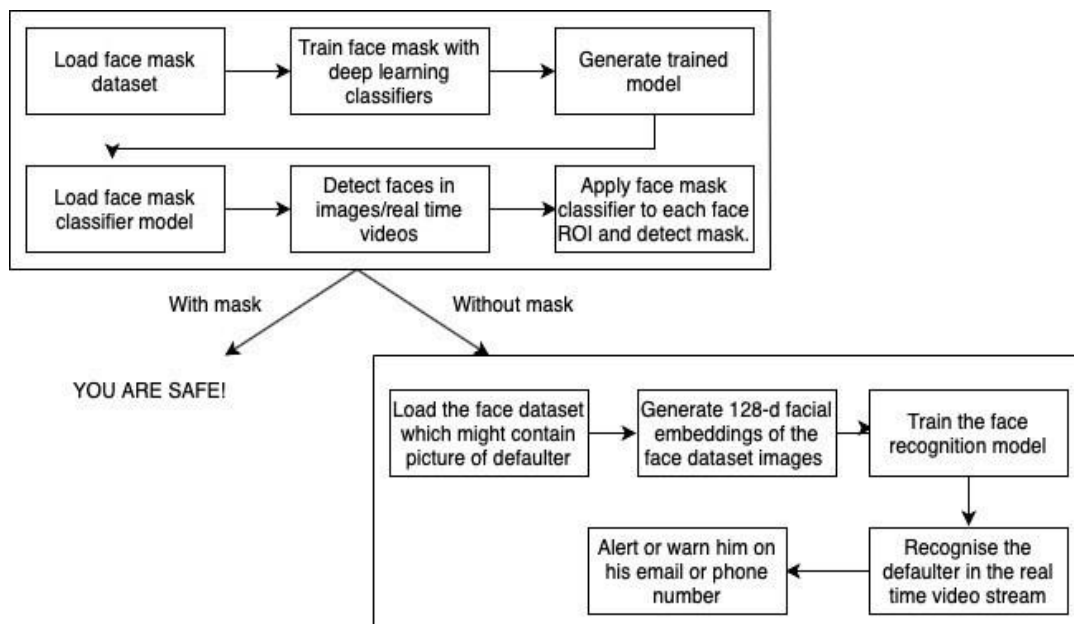 Load face mask
dataset
Train face mask with
deep learning
classifiers
Generate trained
model
Load face mask
classifier model
Detect faces in
images/real time
videos
Apply face mask
classifier to each face
ROI and detect mask.
With mask
Without mask
YOU ARE SAFE!
Load the face dataset
which might contain
picture of defaulter
Generate 128-d facial
embeddings of the
face dataset images
Train the face
recognition model
Recognise the
defaulter in the real
time video stream
Alert or warn him on
his email or phone
number